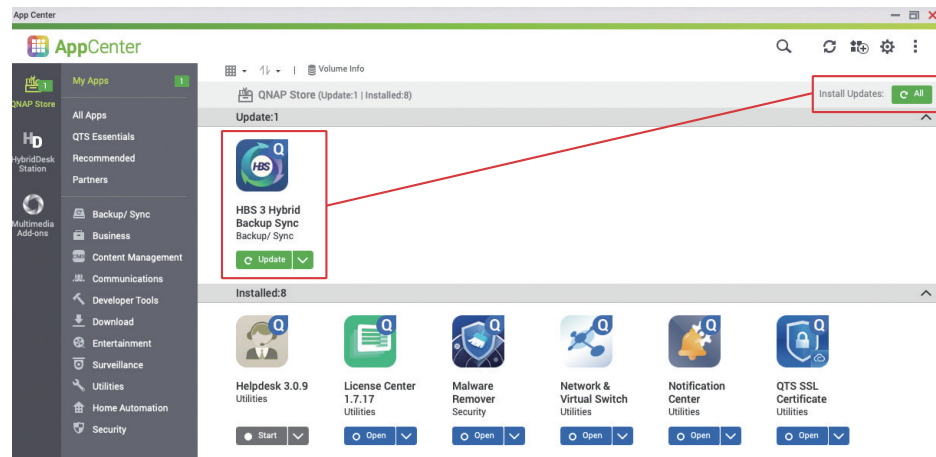 App Center
AppCenter
1
QNAP Store
HD
HybridDesk
Station
Multimedia
Add-ons
My Apps 1
All Apps
QTS Essentials
Recommended
Partners
Backup/ Sync
Business
CMS Content Management
Communications
Developer Tools
Download
Entertainment
Surveillance
Utilities
Home Automation
Security
Volume Info
QNAP Store (Update:1 | Installed:8)
Install Updates: All
Update:1
Q
HBS
HBS 3 Hybrid
Backup Sync
Backup/ Sync
Update
Installed:8
Q
Helpdesk 3.0.9
Utilities
Start
Q
License Center
1.7.17
Utilities
Open
Q
Malware
Remover
Security
Open
Q
Network &
Virtual Switch
Utilities
Open
Q
Notification
Center
Utilities
Open
Q
QTS SSL
Certificate
Utilities
Open